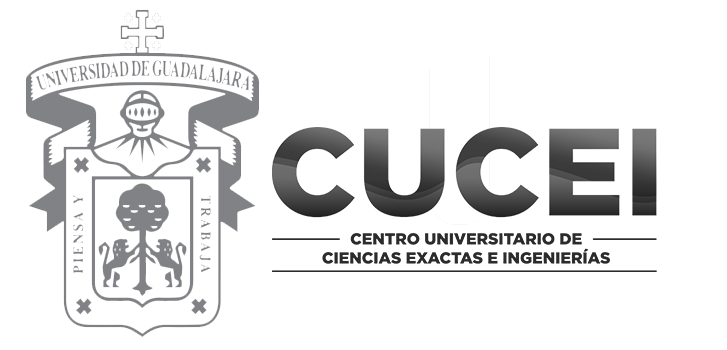 UNIVERSIDAD DE GUADALAJARA
PIENSA Y
TRABAJA
CUCEI
CENTRO UNIVERSITARIO DE
CIENCIAS EXACTAS E INGENIERÍAS